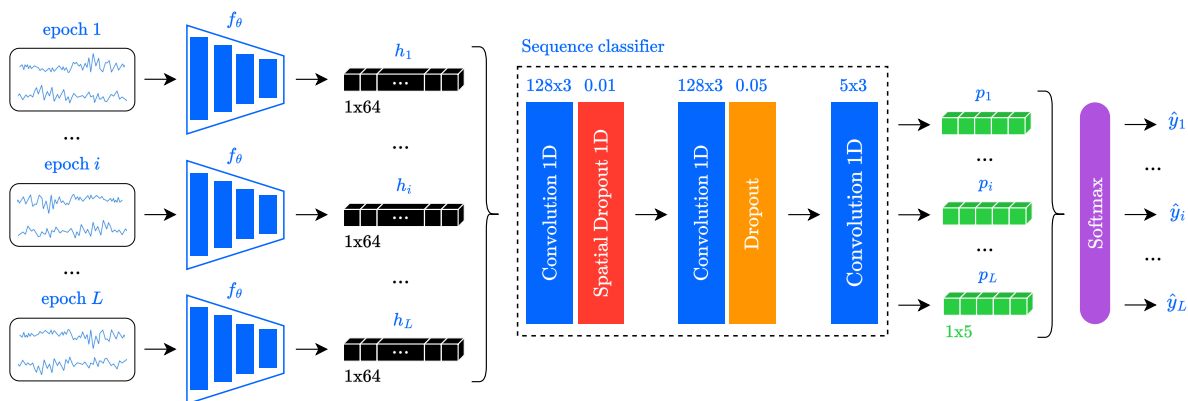 epoch 1
f_θ
h_1
...
1x64
...
...
epoch i
f_θ
h_i
...
1x64
...
...
epoch L
f_θ
h_L
...
1x64
Sequence classifier
128x3 0.01
Convolution 1D
Spatial Dropout 1D
128x3 0.05
Convolution 1D
Dropout
5x3
Convolution 1D
p_1
...
p_i
...
p_L
1x5
Softmax
ŷ_1
...
ŷ_i
...
ŷ_L